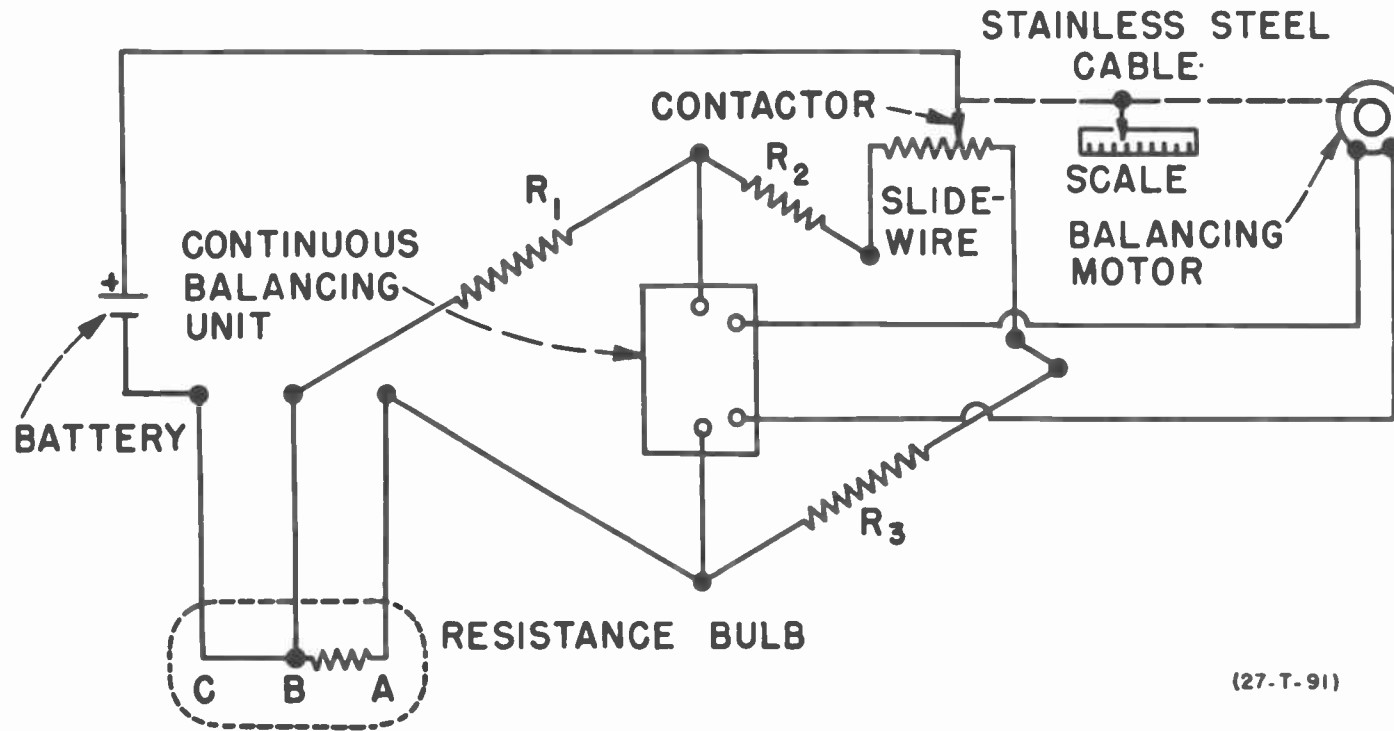 STAINLESS STEEL
CABLE
CONTACTOR
R2
R1
SLIDE-
WIRE
SCALE
BALANCING
MOTOR
CONTINUOUS
BALANCING
UNIT
+
BATTERY
R3
RESISTANCE BULB
C B A
(27-T-91)